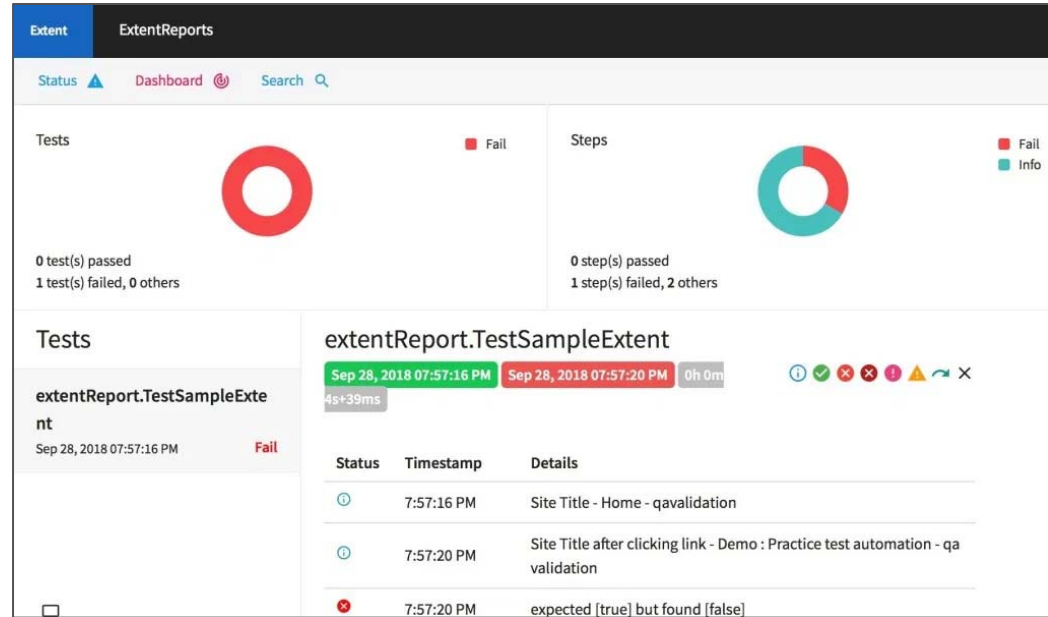 Extent
ExtentReports
Status
Dashboard
Search
Tests
Fail
0 test(s) passed
1 test(s) failed, 0 others
Steps
Fail
Info
0 step(s) passed
1 step(s) failed, 2 others
Tests
extentReport.TestSampleExte
nt
Sep 28, 2018 07:57:16 PM Fail
extentReport.TestSampleExtent
Sep 28, 2018 07:57:16 PM Sep 28, 2018 07:57:20 PM 0h 0m
4s+39ms
Status Timestamp Details
7:57:16 PM Site Title - Home - qavalidation
7:57:20 PM Site Title after clicking link - Demo : Practice test automation - qa
validation
7:57:20 PM expected [true] but found [false]